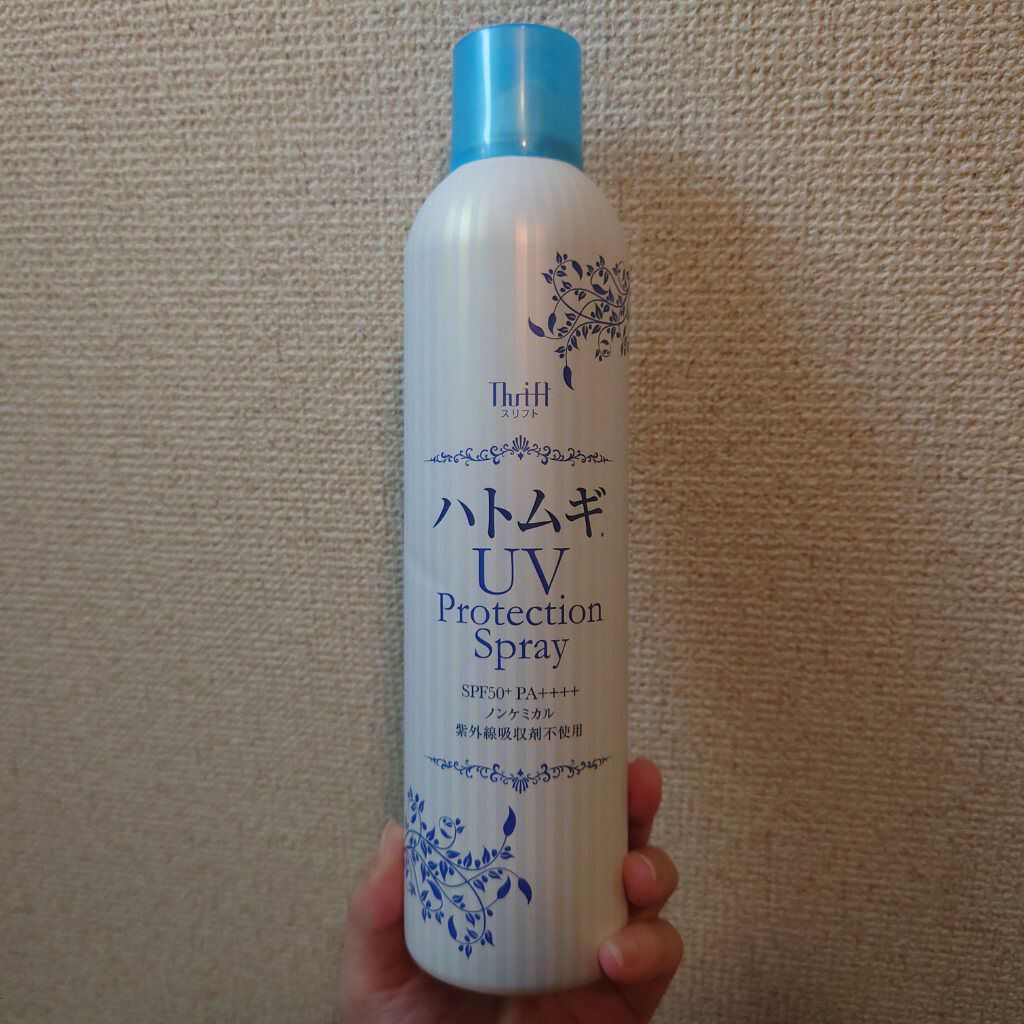 Thrift
スリフト
ハトムギ
UV
Protection
Spray
SPF50+ PA++++
ノンケミカル
紫外線吸収剤不使用